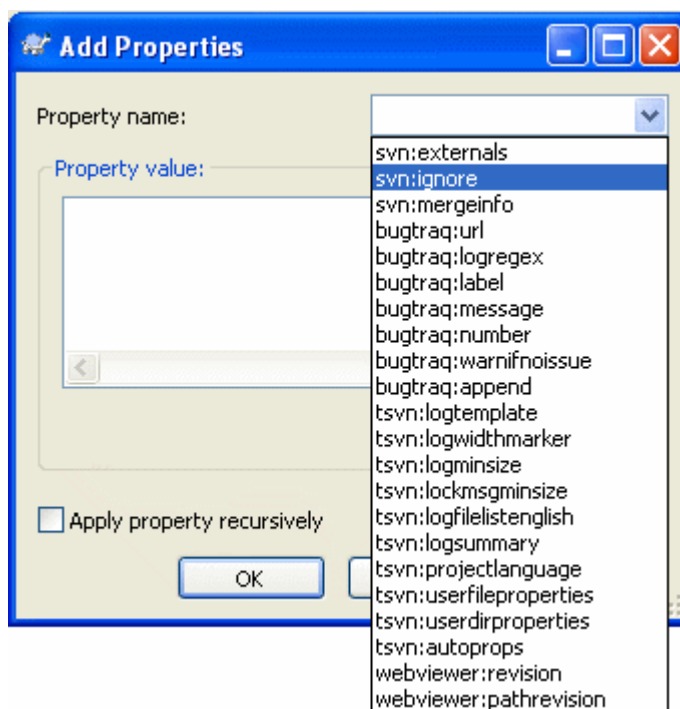 Add Properties
Property name:
Property value:
svn:externals
svn:ignore
svn:mergeinfo
bugtraq:url
bugtraq:logregex
bugtraq:label
bugtraq:message
bugtraq:number
bugtraq:warnifnoissue
bugtraq:append
tsvn:logtemplate
tsvn:logwidthmarker
tsvn:logminsize
tsvn:lockmsgminsize
tsvn:logfilelistenglish
tsvn:logsummary
tsvn:projectlanguage
tsvn:userfileproperties
tsvn:userdirproperties
tsvn:autoprops
webviewer:revision
webviewer:pathrevision
Apply property recursively
OK